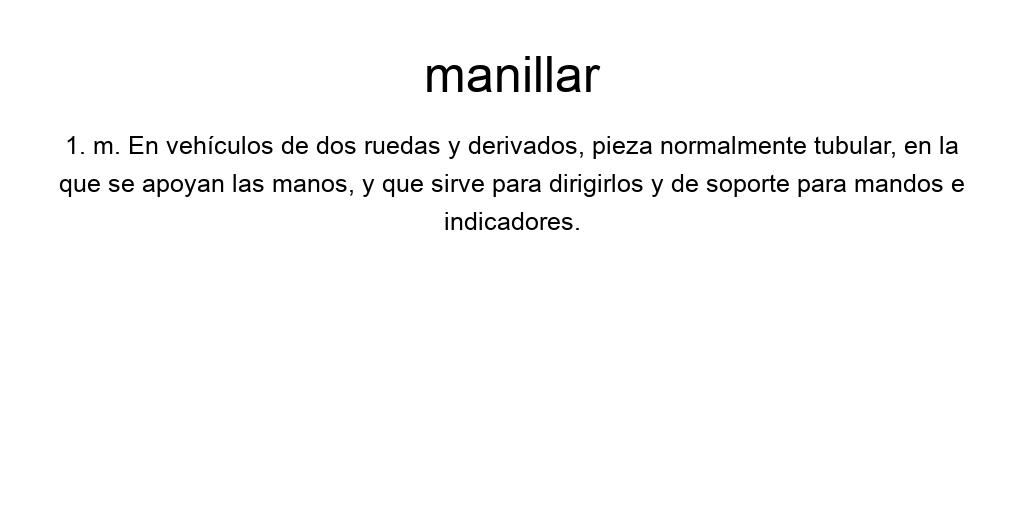 manillar
1. m. En vehículos de dos ruedas y derivados, pieza normalmente tubular, en la
que se apoyan las manos, y que sirve para dirigirlos y de soporte para mandos e
indicadores.